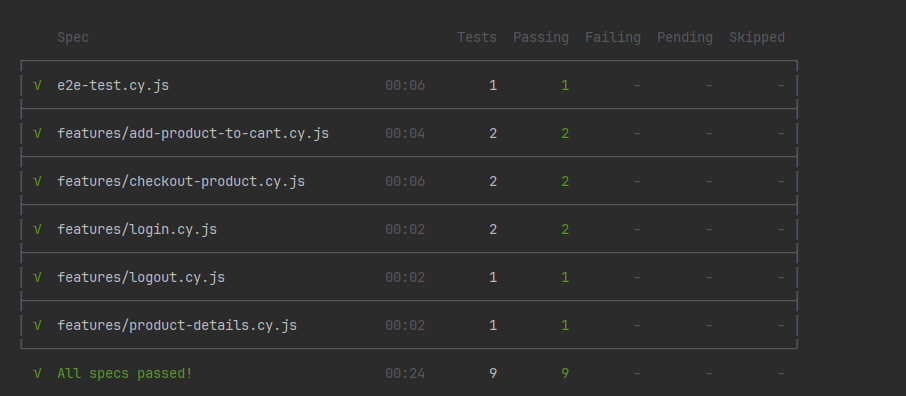 Spec Tests Passing Failing Pending Skipped
√ e2e-test.cy.js 00:06 1 1 - - -
√ features/add-product-to-cart.cy.js 00:04 2 2 - - -
√ features/checkout-product.cy.js 00:06 2 2 - - -
√ features/login.cy.js 00:02 2 2 - - -
√ features/logout.cy.js 00:02 1 1 - - -
√ features/product-details.cy.js 00:02 1 1 - - -
√ All specs passed! 00:24 9 9 - - -